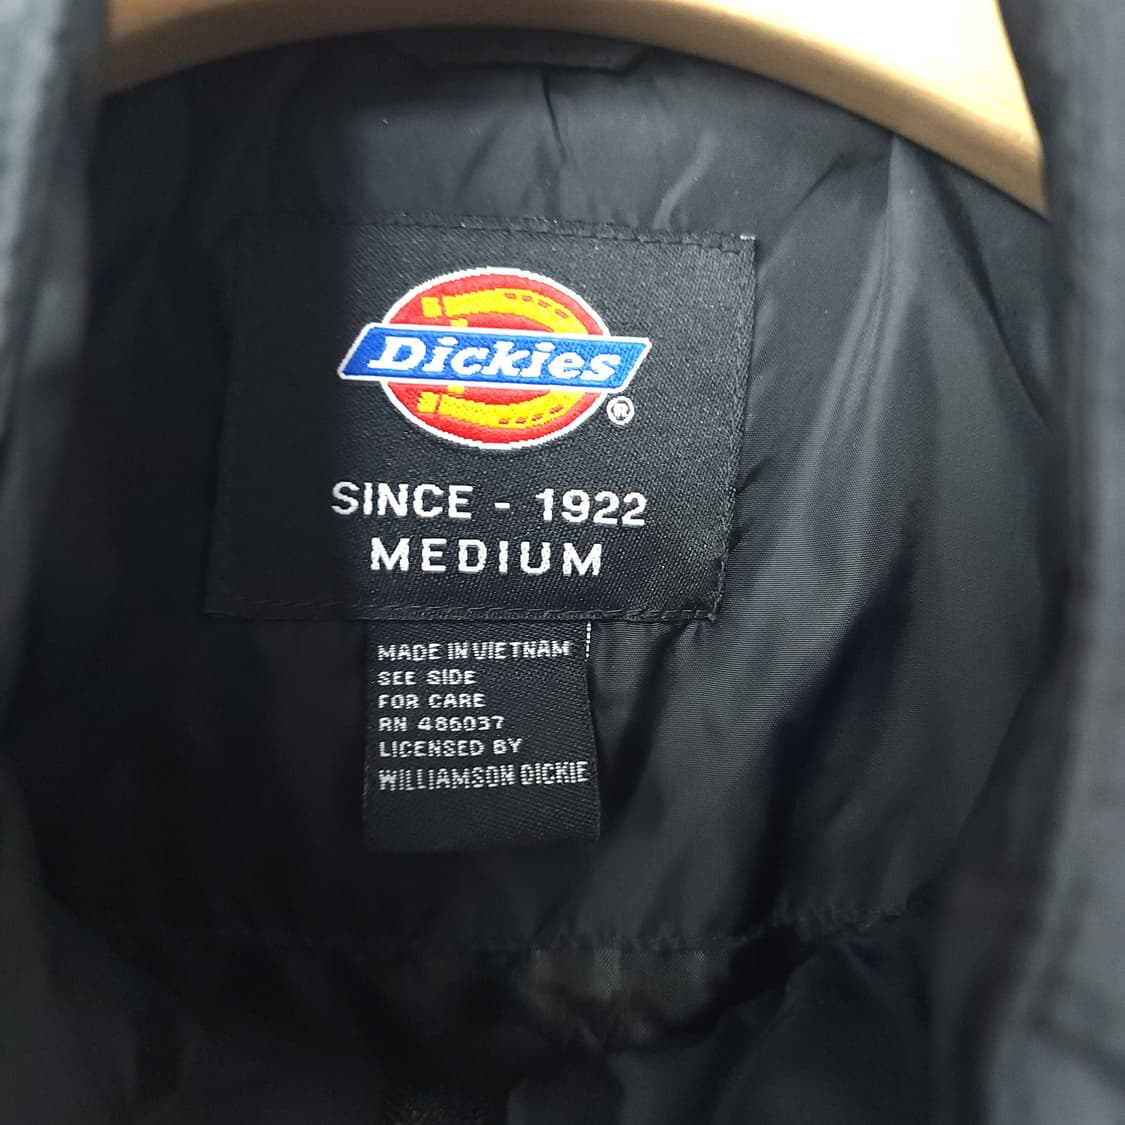 Dickies
®
SINCE - 1922
MEDIUM
MADE IN VIETNAM
SEE SIDE
FOR CARE
RN 486037
LICENSED BY
WILLIAMSON DICKIE